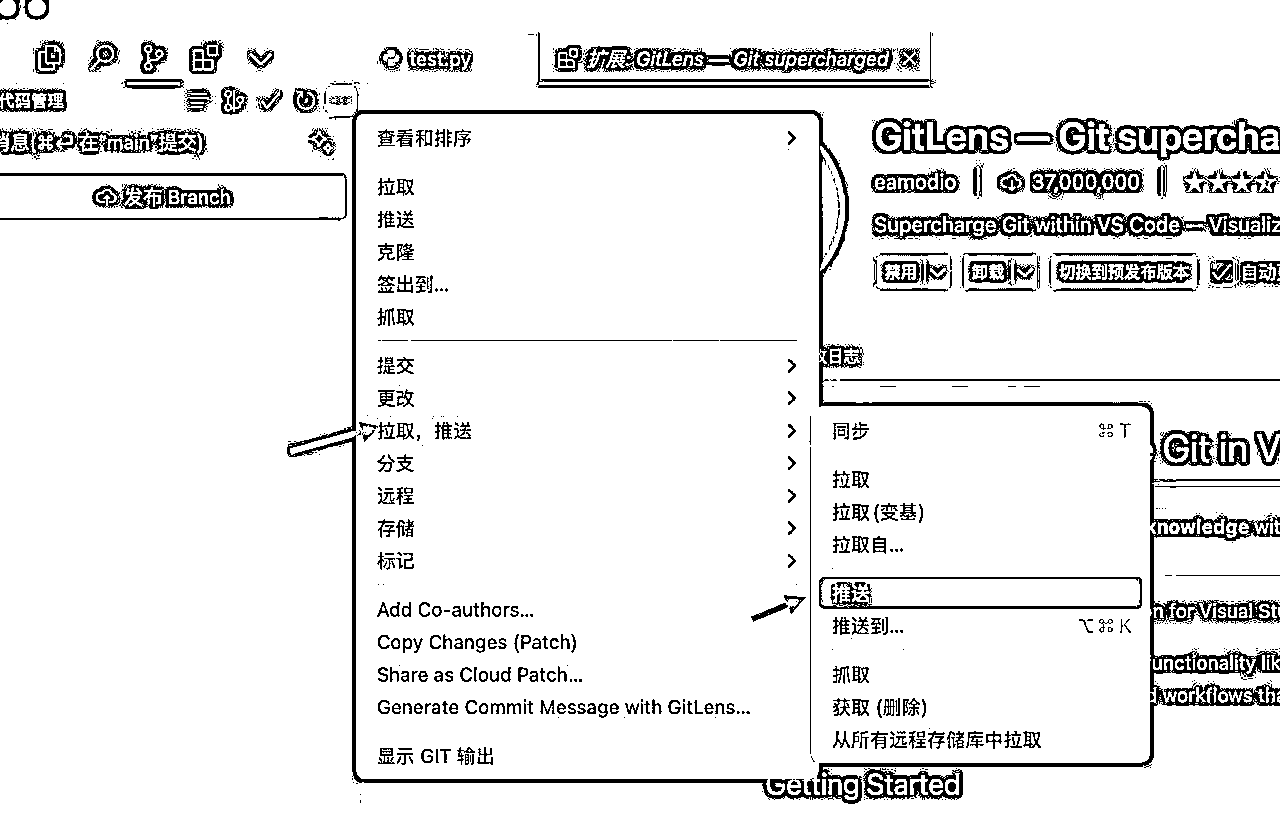 test.py
扩展: GitLens — Git supercharged
代码管理
消息(⌘⏎在"main"提交)
发布 Branch
查看和排序
拉取
推送
克隆
签出到...
抓取
提交
更改
拉取，推送
分支
远程
存储
标记
Add Co-authors...
Copy Changes (Patch)
Share as Cloud Patch...
Generate Commit Message with GitLens...
显示 GIT 输出
同步 ⌘ T
拉取
拉取 (变基)
拉取自...
推送
推送到... ⌥ ⌘ K
抓取
获取 (删除)
从所有远程存储库中拉取
GitLens — Git supercha
eamodio
37,000,000
Supercharge Git within VS Code — Visualiz
禁用
卸载
切换到预发布版本
自动
日志
Git in V
knowledge wit
n for Visual St
unctionality lik
d workflows tha
Getting Started